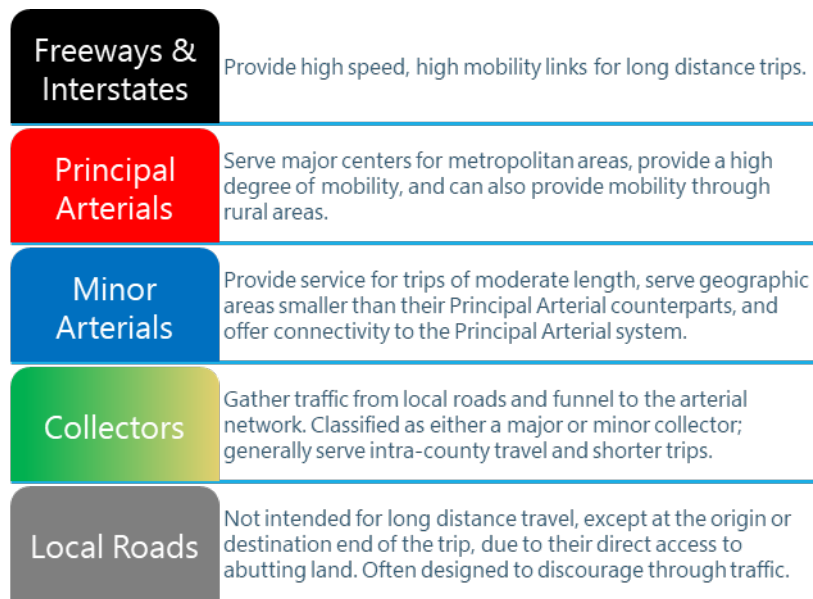 Freeways &
Interstates
Provide high speed, high mobility links for long distance trips.
Principal
Arterials
Serve major centers for metropolitan areas, provide a high
degree of mobility, and can also provide mobility through
rural areas.
Minor
Arterials
Provide service for trips of moderate length, serve geographic
areas smaller than their Principal Arterial counterparts, and
offer connectivity to the Principal Arterial system.
Collectors
Gather traffic from local roads and funnel to the arterial
network. Classified as either a major or minor collector;
generally serve intra-county travel and shorter trips.
Local Roads
Not intended for long distance travel, except at the origin or
destination end of the trip, due to their direct access to
abutting land. Often designed to discourage through traffic.